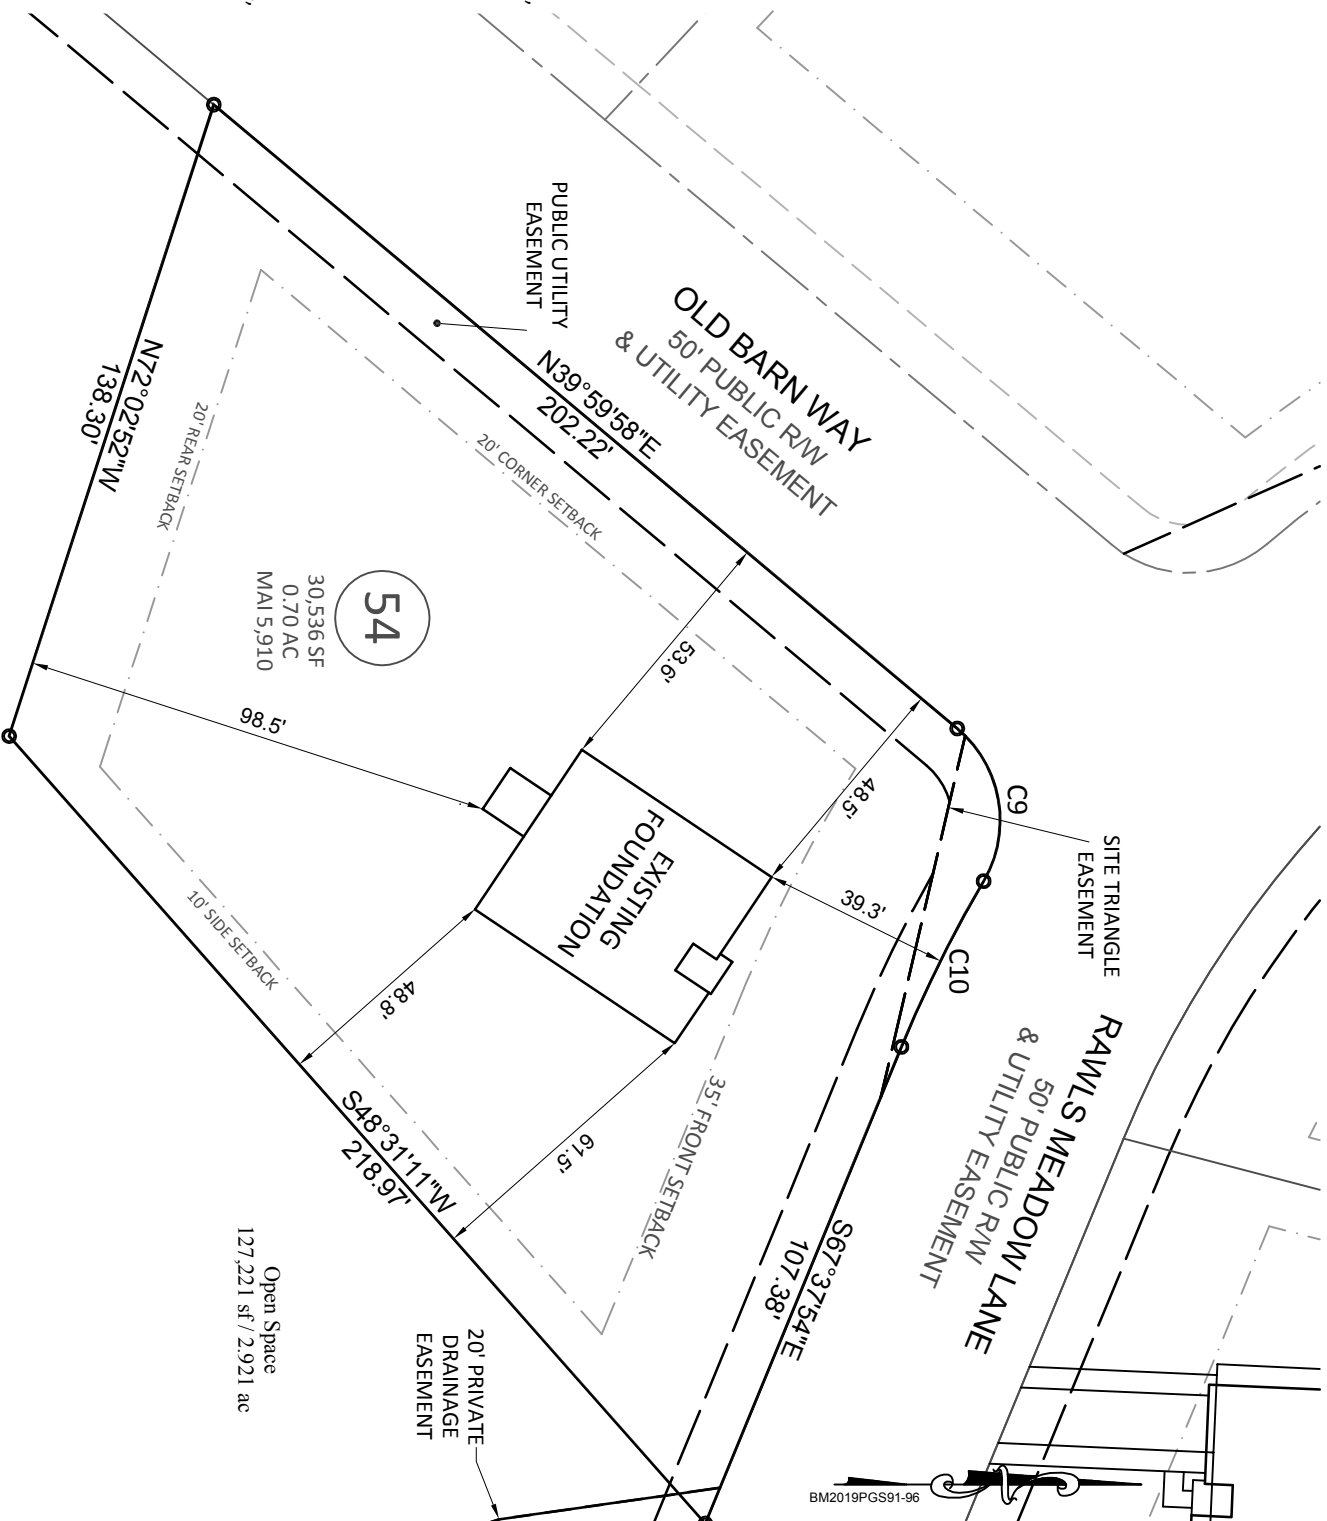 PUBLIC UTILITY
EASEMENT
OLD BARN WAY
50' PUBLIC R/W
& UTILITY EASEMENT
N39°59'58"E
202.22'
N72°02'52"W
138.30'
20' REAR SETBACK
20' CORNER SETBACK
54
30,536 SF
0.70 AC
MAI 5,910
53.6'
98.5'
48.5'
C9
SITE TRIANGLE
EASEMENT
EXISTING
FOUNDATION
39.3'
C10
10' SIDE SETBACK
48.8'
RAWLS MEADOW LANE
50' PUBLIC R/W
& UTILITY EASEMENT
35' FRONT SETBACK
61.5'
S48°31'11"W
218.97'
S67°37'54"E
107.38'
Open Space
127,221 sf / 2.921 ac
20' PRIVATE
DRAINAGE
EASEMENT
BM2019PGS91-96